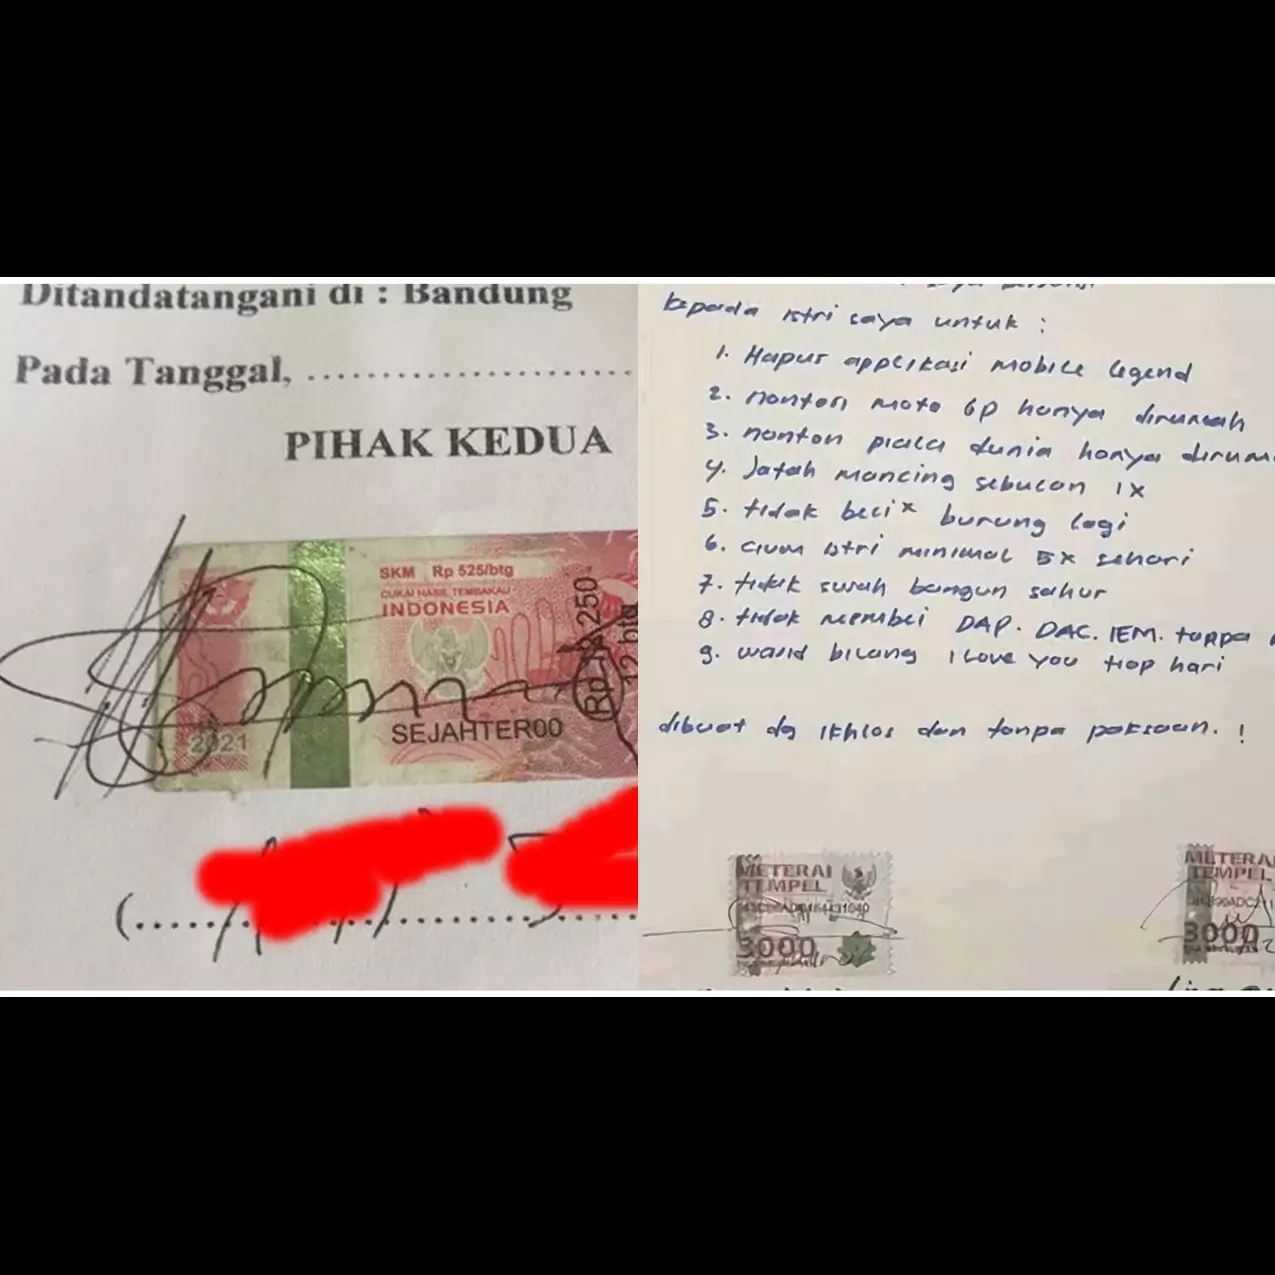 Ditandatangani di : Bandung
Pada Tanggal, ........................
PIHAK KEDUA
SKM Rp 525/btg
CUKAI HASIL TEMBAKAU
INDONESIA
12 btg
SEJAHTER00
2021
kepada istri saya untuk :
1. Hapus applikasi mobile legend
2. nonton moto GP hanya dirumah
3. nonton piala dunia hanya dirum
4. Jatah mancing sebulan 1x
5. tidak beli x burung lagi
6. cium istri minimal 5x sehari
7. tidak susah bangun sahur
8. tidak membeli DAP. DAC. IEM. tanpa
9. wajib bilang I Love You tiap hari
dibuat dg ikhlas dan tanpa paksaan. !
METERAI
TEMPEL
3000
METERAI
TEMPEL
3000